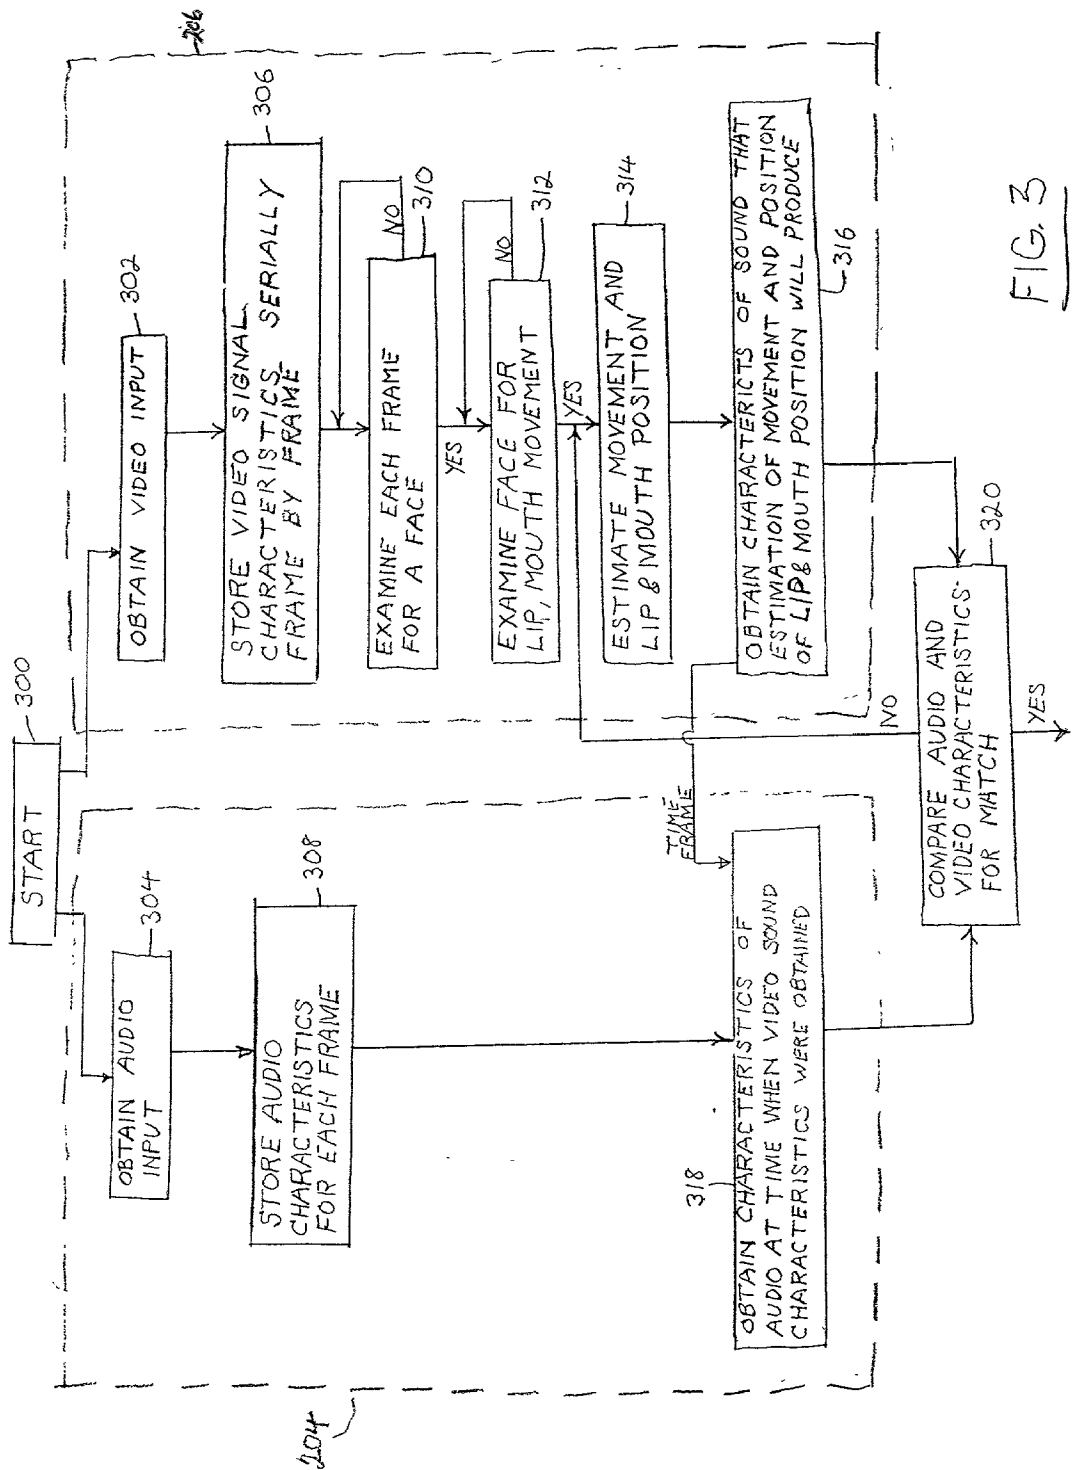 START
300
206
OBTAIN VIDEO INPUT
302
STORE VIDEO SIGNAL
CHARACTERISTICS SERIALLY
FRAME BY FRAME
306
EXAMINE EACH FRAME
FOR A FACE
310
NO
YES
EXAMINE FACE FOR
LIP, MOUTH MOVEMENT
312
NO
YES
ESTIMATE MOVEMENT AND
LIP & MOUTH POSITION
314
OBTAIN CHARACTERICTS OF SOUND THAT
ESTIMATION OF MOVEMENT AND POSITION
OF LIP & MOUTH POSITION WILL PRODUCE
316
204
OBTAIN AUDIO
INPUT
304
STORE AUDIO
CHARACTERISTICS
FOR EACH FRAME
308
TIME
FRAME
OBTAIN CHARACTERISTICS OF
AUDIO AT TIME WHEN VIDEO SOUND
CHARACTERISTICS WERE OBTAINED
318
COMPARE AUDIO AND
VIDEO CHARACTERISTICS
FOR MATCH
320
NO
YES
FIG. 3